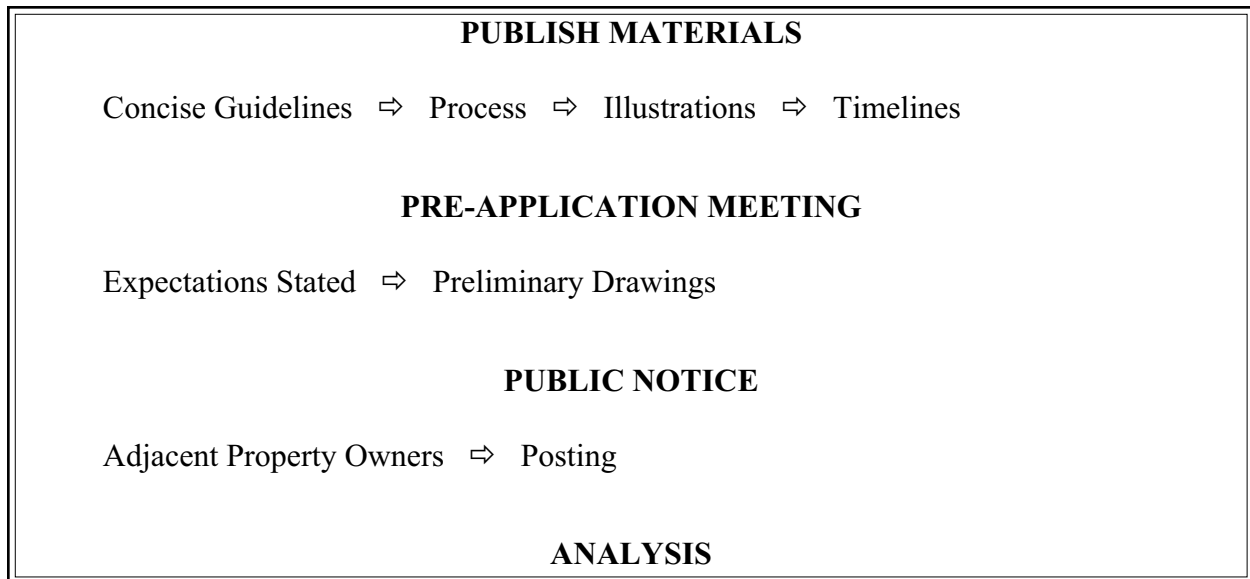 PUBLISH MATERIALS
Concise Guidelines ⇨ Process ⇨ Illustrations ⇨ Timelines
PRE-APPLICATION MEETING
Expectations Stated ⇨ Preliminary Drawings
PUBLIC NOTICE
Adjacent Property Owners ⇨ Posting
ANALYSIS